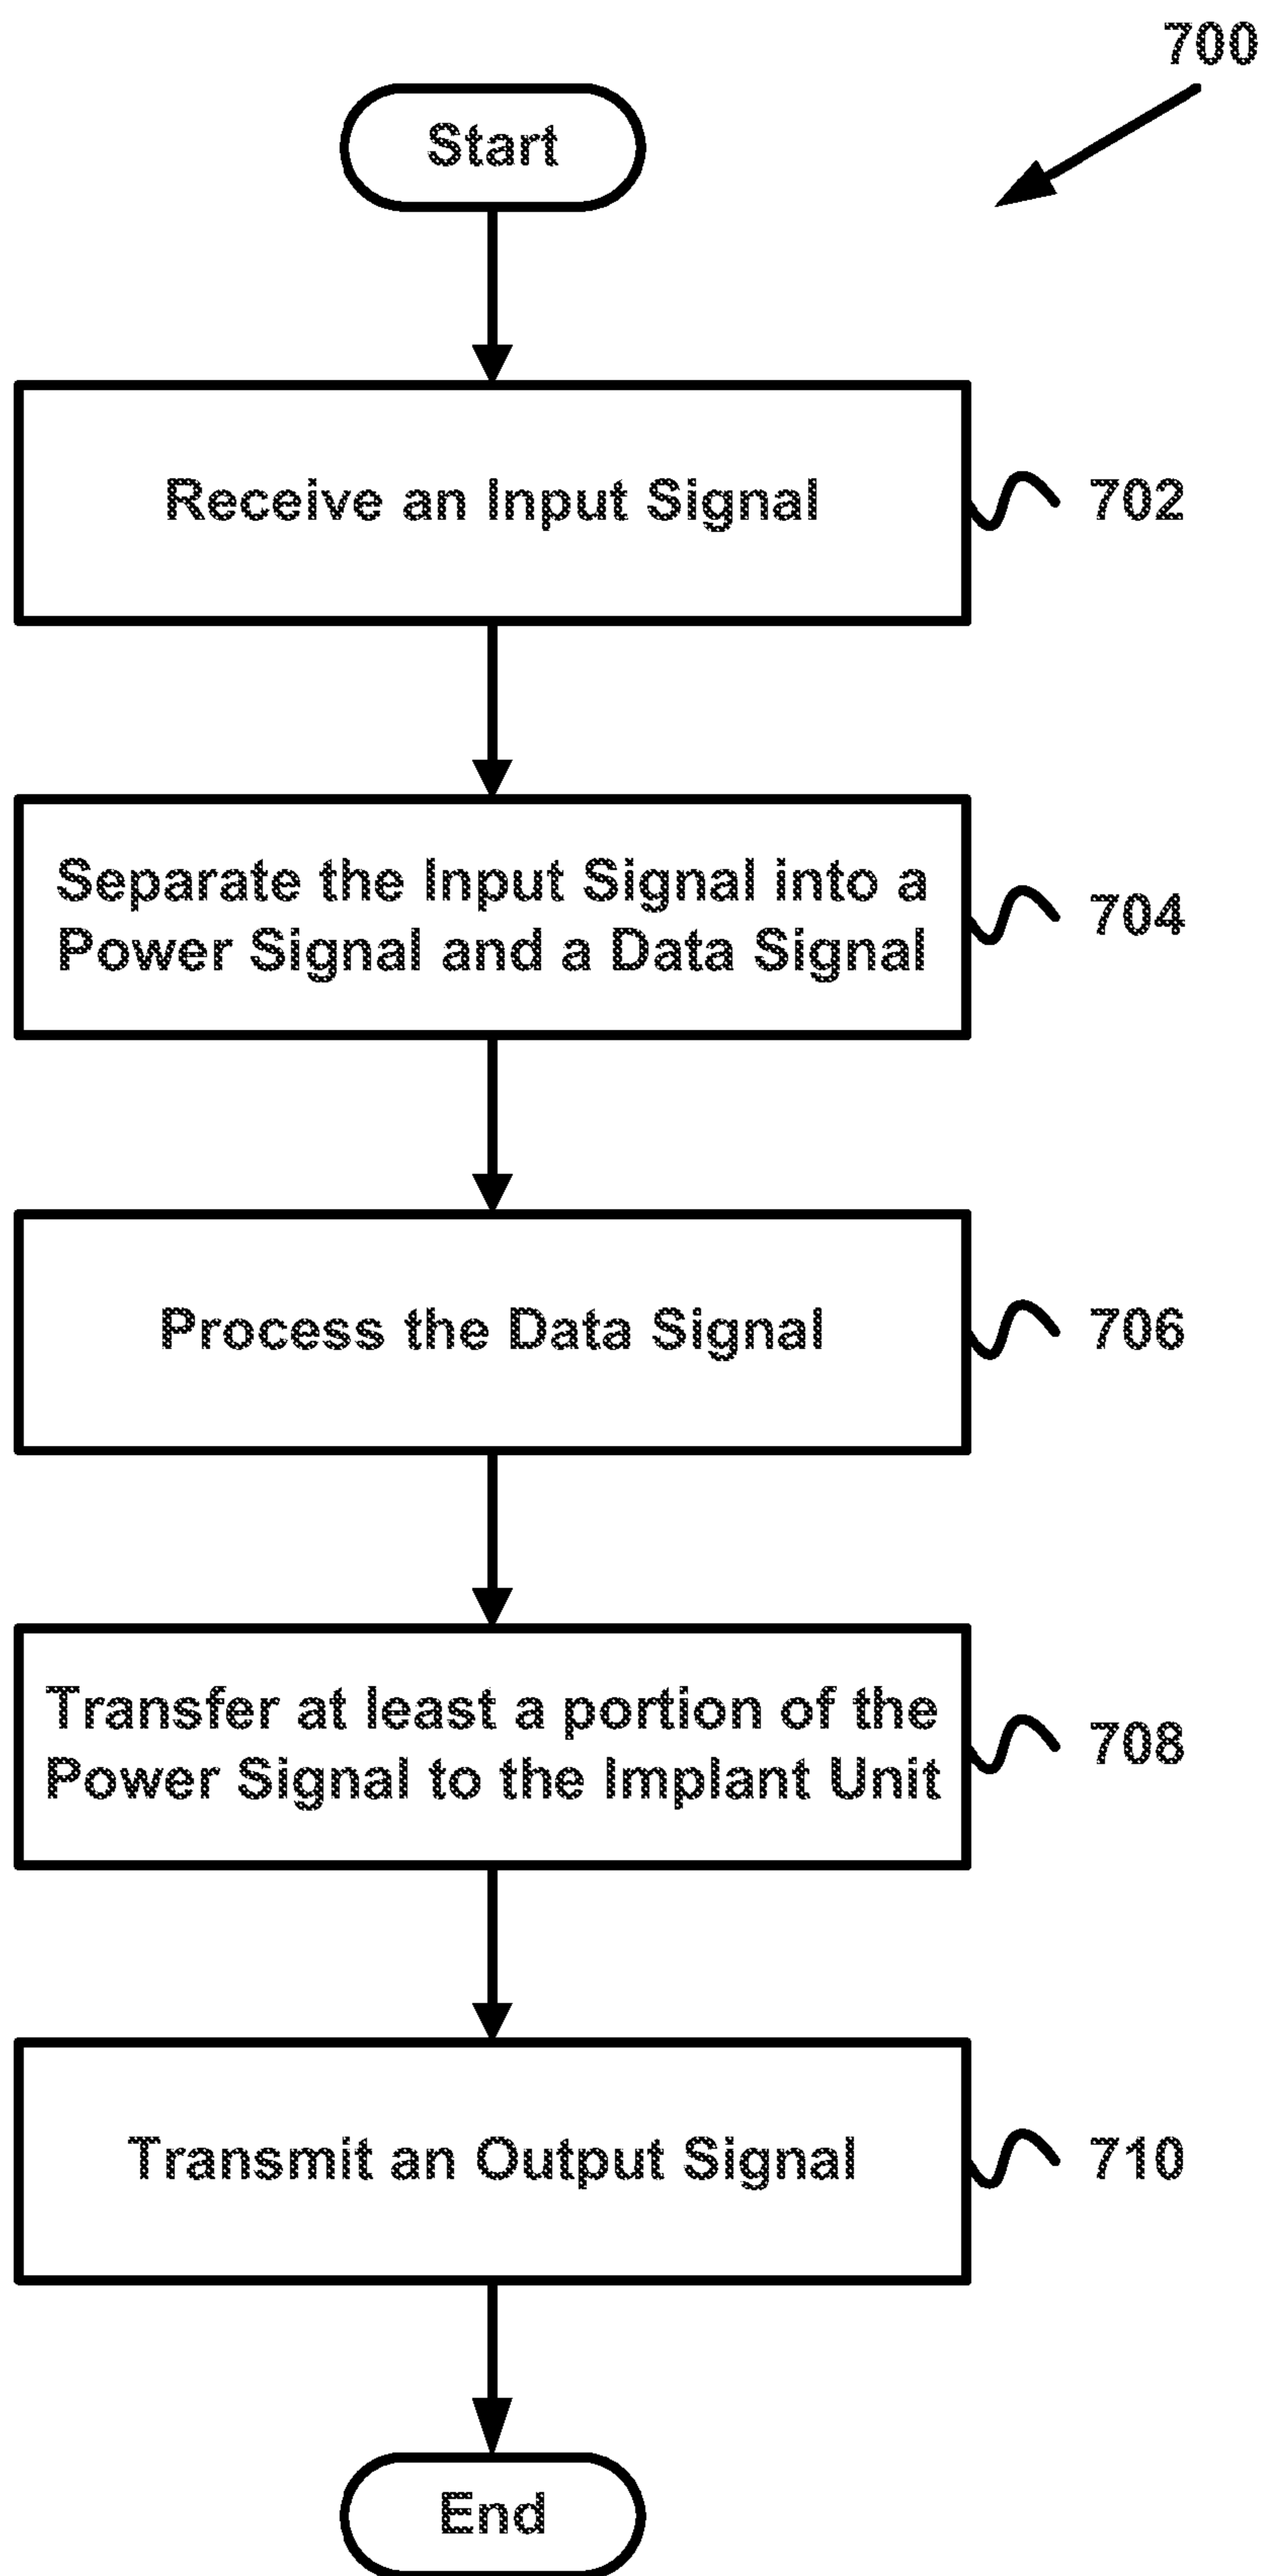 700
Start
Receive an Input Signal
702
Separate the Input Signal into a
Power Signal and a Data Signal
704
Process the Data Signal
706
Transfer at least a portion of the
Power Signal to the Implant Unit
708
Transmit an Output Signal
710
End